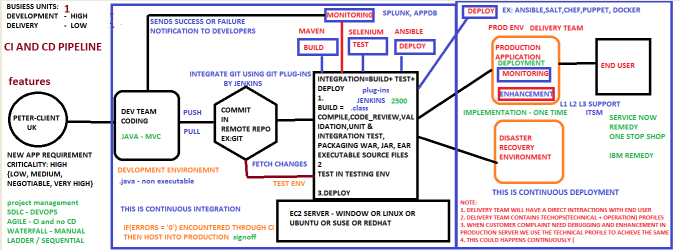 BUSIESS UNITS: 1
DEVELOPMENT - HIGH
DELIVERY - LOW
CI AND CD PIPELINE
features
PETER-CLIENT
UK
NEW APP REQUIREMENT
CRITICALITY: HIGH
{LOW, MEDIUM,
NEGOTIABLE, VERY HIGH}
project management
SDLC - DEVOPS
AGILE - CI and no CD
WATERFALL - MANUAL
LADDER / SEQUENTIAL
1
SENDS SUCCESS OR FAILURE
NOTIFICATION TO DEVELOPERS
MONITORING
SPLUNK, APPDB
MAVEN
BUILD
SELENIUM
TEST
ANSIBLE
DEPLOY
INTEGRATE GIT USING GIT PLUG-INS
BY JENKINS
DEV TEAM
CODING
JAVA - MVC
PUSH
PULL
COMMIT
IN
REMOTE REPO
EX:GIT
FETCH CHANGES
TEST ENV
DEVLOPMENT ENVIRONEMNT
.java - non executable
INTEGRATION=BUILD+ TEST+
DEPLOY
1. .plug-ins
JENKINS 2500
BUILD = .class
COMPILE,CODE_REVIEW,VAL
IDATION,UNIT &
INTEGRATION TEST,
PACKAGING WAR, JAR, EAR
EXECUTABLE SOURCE FILES
2
TEST IN TESTING ENV
3.DEPLOY
THIS IS CONTINUOUS INTEGRATION
IF(ERRORS = '0') ENCOUNTERED THROUGH CI
THEN HOST INTO PRODUCTION signoff
EC2 SERVER - WINDOW OR LINUX OR
UBUNTU OR SUSE OR REDHAT
DEPLOY
EX: ANSIBLE,SALT,CHEF,PUPPET, DOCKER
PROD ENV DELIVERY TEAM
PRODUCTION
APPLICATION
DEPLOYMENT
MONITORING
ENHANCEMENT
END USER
L1 L2 L3 SUPPORT
ITSM
IMPLEMENTATION - ONE TIME
SERVICE NOW
REMEDY
ONE STOP SHOP
IBM REMEDY
DISASTER
RECOVERY
ENVIRONMENT
THIS IS CONTINUOUS DEPLOYMENT
NOTE:
1. DELIVERY TEAM WILL HAVE A DIRECT INTERACTIONS WITH END USER
2. DELIVERY TEAM CONTAINS TECHOPS(TECHNICAL + OPERATION) PROFILES
3. WHEN CUSTOMER COMPLAINT NEED DEBUGGING AND ENHANCEMENT IN
PRODUCTION SERVER WE USE THE TECHNICAL PROFILE TO ACHIEVE THE SAME
4. THIS COULD HAPPENS CONTINUOUSLY (